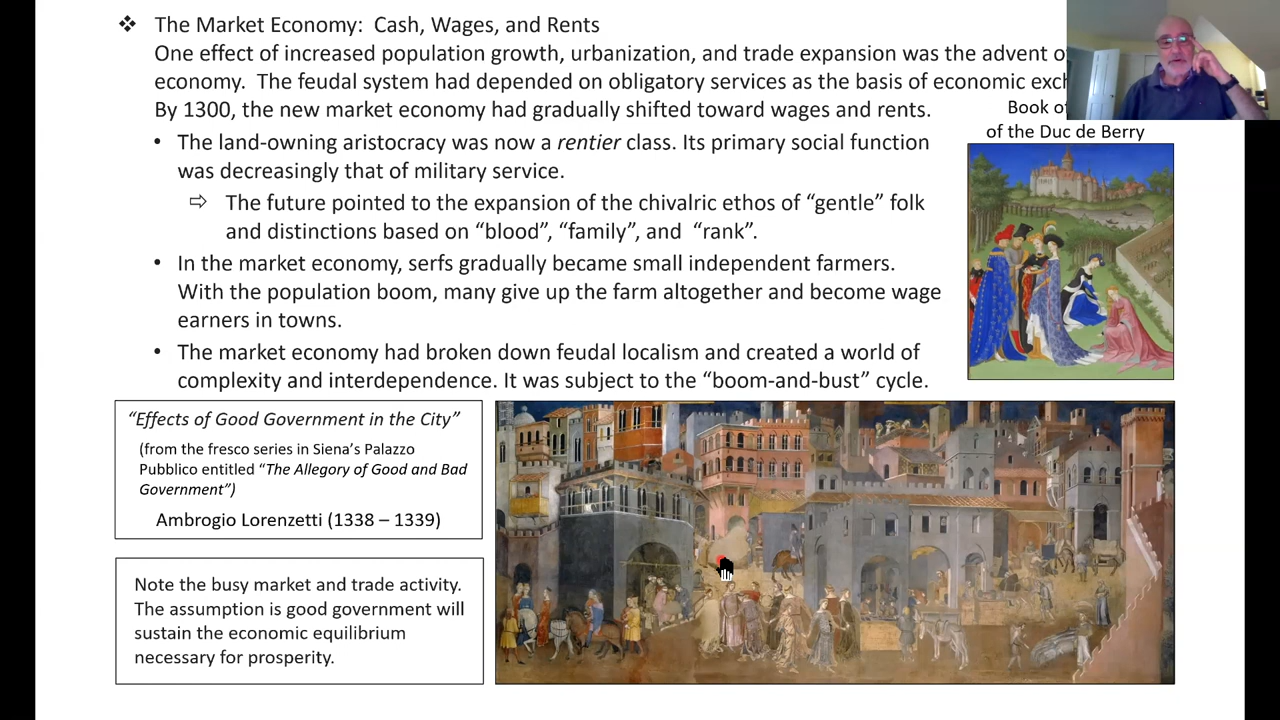 ❖ The Market Economy: Cash, Wages, and Rents
One effect of increased population growth, urbanization, and trade expansion was the advent
economy. The feudal system had depended on obligatory services as the basis of economic
By 1300, the new market economy had gradually shifted toward wages and rents.
• The land-owning aristocracy was now a rentier class. Its primary social function
was decreasingly that of military service.
⇨ The future pointed to the expansion of the chivalric ethos of “gentle” folk
and distinctions based on “blood”, “family”, and “rank”.
• In the market economy, serfs gradually became small independent farmers.
With the population boom, many give up the farm altogether and become wage
earners in towns.
• The market economy had broken down feudal localism and created a world of
complexity and interdependence. It was subject to the “boom-and-bust” cycle.
Book
of the Duc de Berry
“Effects of Good Government in the City”
(from the fresco series in Siena’s Palazzo
Pubblico entitled “The Allegory of Good and Bad
Government”)
Ambrogio Lorenzetti (1338 – 1339)
Note the busy market and trade activity.
The assumption is good government will
sustain the economic equilibrium
necessary for prosperity.